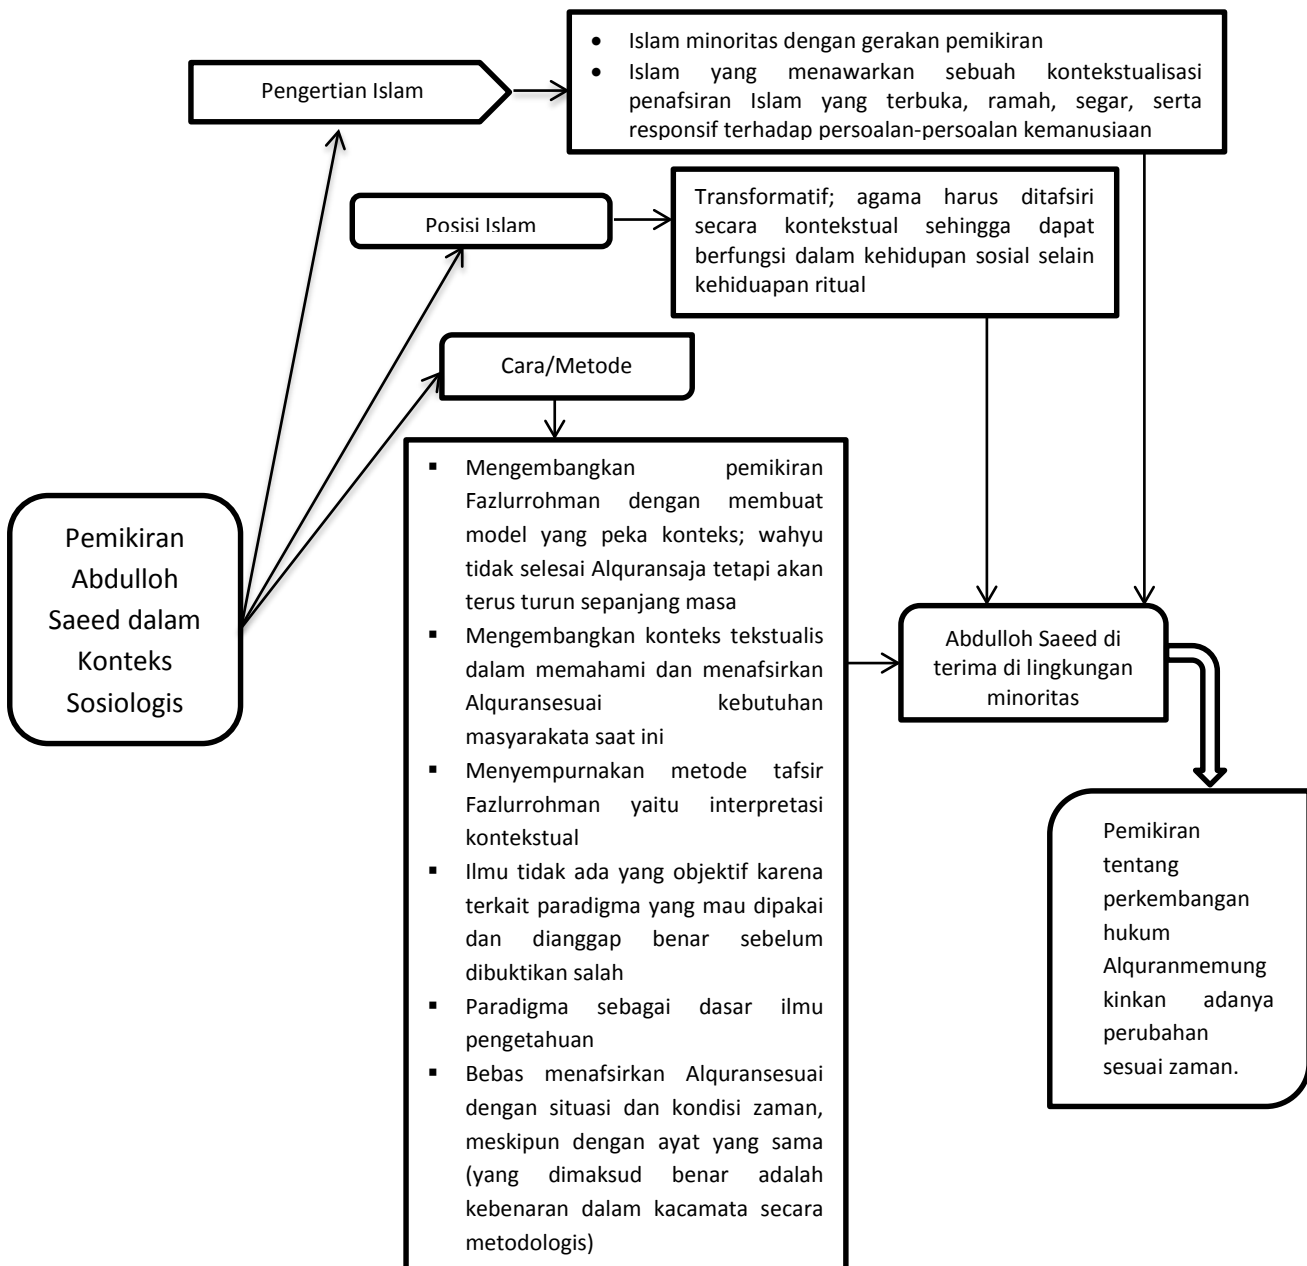 • Islam minoritas dengan gerakan pemikiran
• Islam yang menawarkan sebuah kontekstualisasi
penafsiran Islam yang terbuka, ramah, segar, serta
responsif terhadap persoalan-persoalan kemanusiaan
Pengertian Islam
Transformatif; agama harus ditafsiri
secara kontekstual sehingga dapat
berfungsi dalam kehidupan sosial selain
kehiduapan ritual
Posisi Islam
Cara/Metode
▪ Mengembangkan pemikiran
Fazlurrohman dengan membuat
model yang peka konteks; wahyu
tidak selesai Alquransaja tetapi akan
terus turun sepanjang masa
▪ Mengembangkan konteks tekstualis
dalam memahami dan menafsirkan
Alquransesuai kebutuhan
masyarakata saat ini
▪ Menyempurnakan metode tafsir
Fazlurrohman yaitu interpretasi
kontekstual
▪ Ilmu tidak ada yang objektif karena
terkait paradigma yang mau dipakai
dan dianggap benar sebelum
dibuktikan salah
▪ Paradigma sebagai dasar ilmu
pengetahuan
▪ Bebas menafsirkan Alquransesuai
dengan situasi dan kondisi zaman,
meskipun dengan ayat yang sama
(yang dimaksud benar adalah
kebenaran dalam kacamata secara
metodologis)
Pemikiran
Abdulloh
Saeed dalam
Konteks
Sosiologis
Abdulloh Saeed di
terima di lingkungan
minoritas
Pemikiran
tentang
perkembangan
hukum
Alquranmemung
kinkan adanya
perubahan
sesuai zaman.